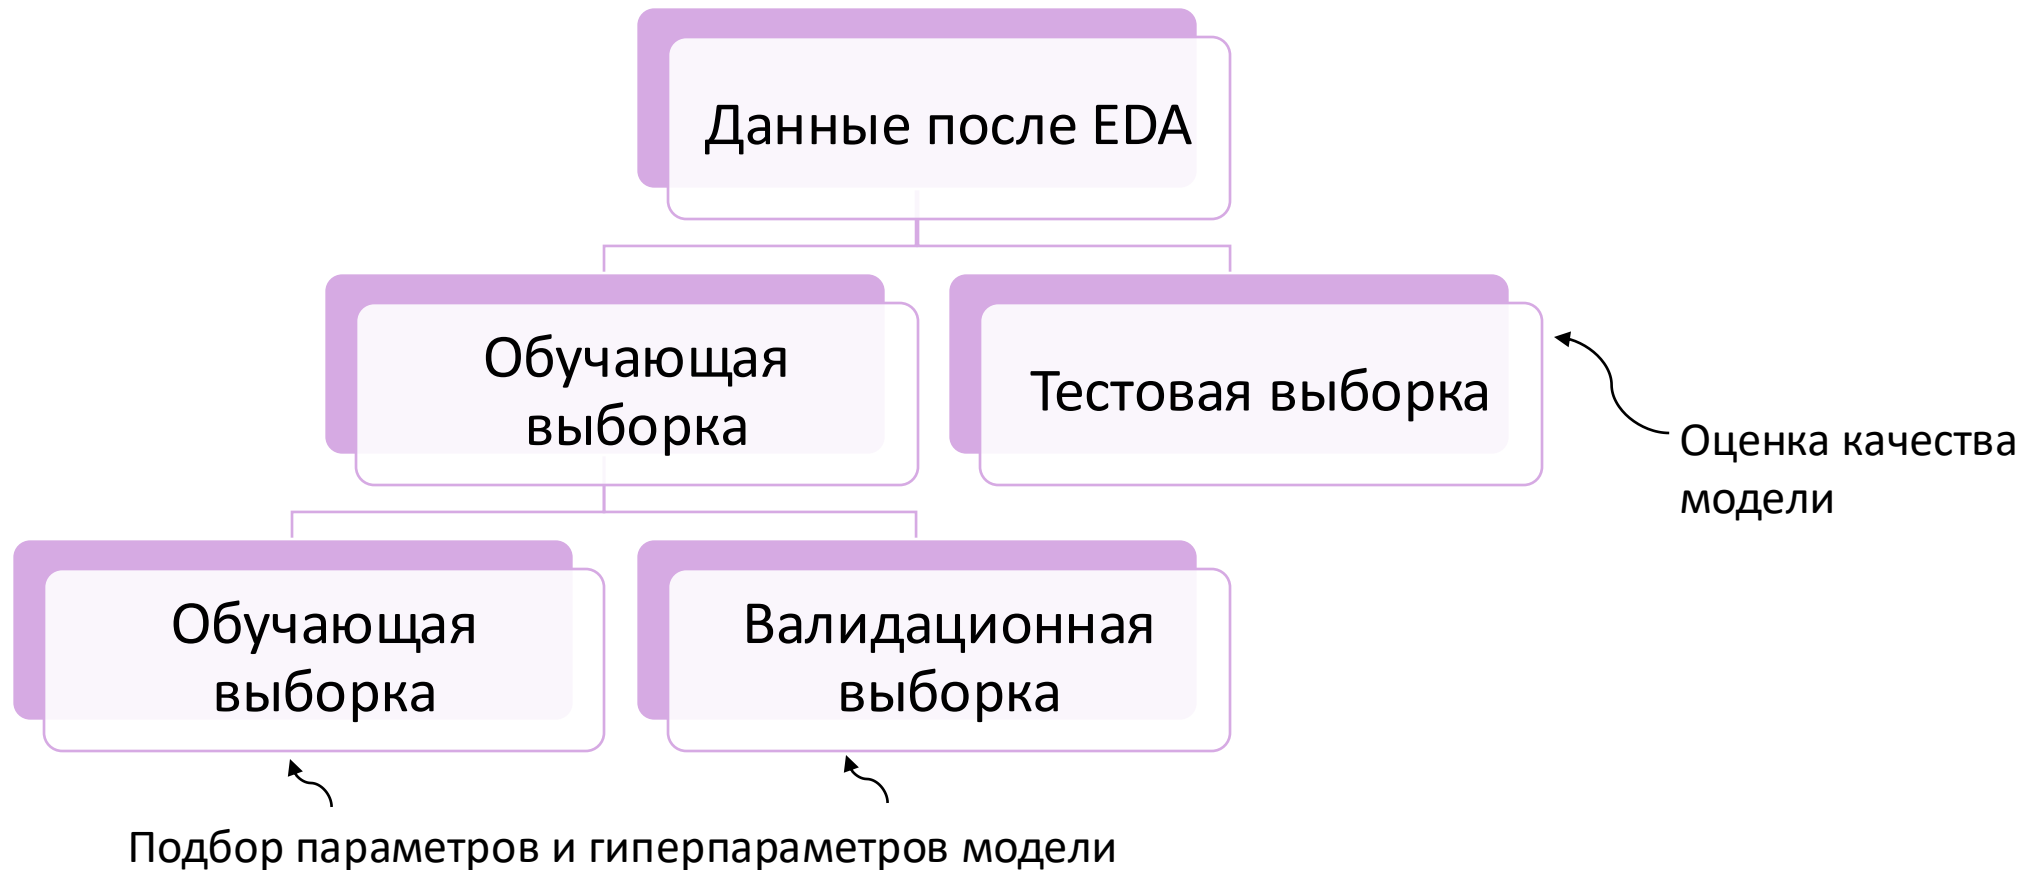 Данные после EDA
Обучающая
выборка
Тестовая выборка
Оценка качества
модели
Обучающая
выборка
Валидационная
выборка
Подбор параметров и гиперпараметров модели